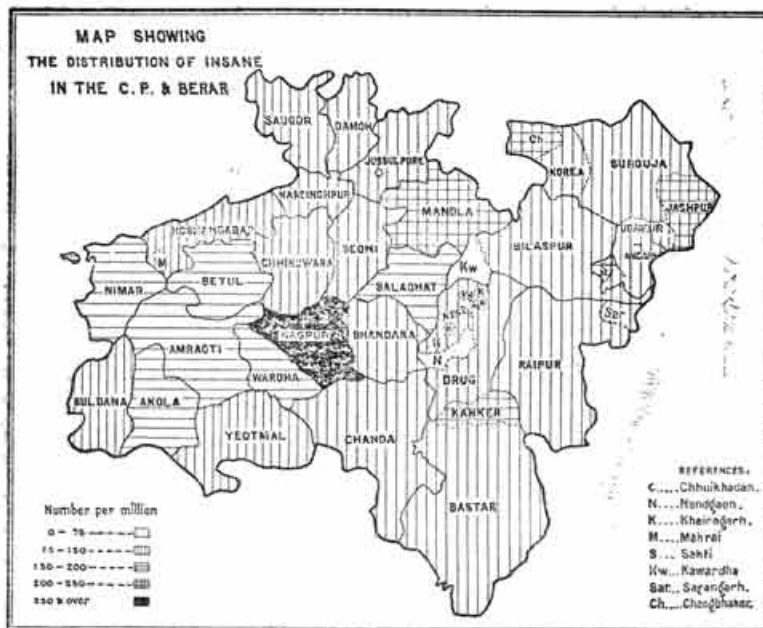 MAP SHOWING
THE DISTRIBUTION OF INSANE
IN THE C. P. & BERAR
SAUGOR
DAMOH
JUBBULPORE
Ch
KOREA
SURGUJA
JASHPUR
UDAIPUR
NARSINGHPUR
MANDLA
HOSHANGABAD
SEONI
BILASPUR
M
CHHINDWARA
Kw
NIMAR
BETUL
BALAGHAT
NAGPUR
BHANDARA
Sar
AMRAOTI
N
RAIPUR
WARDHA
DRUG
BULDANA
AKOLA
KANKER
YEOTMAL
CHANDA
BASTAR
Number per million
0-75
75-150
150-200
200-250
250 & over
REFERENCES.
C.....Chhuikhadan.
N.....Nandgaon.
K.....Khairagarh.
M.....Makrai
S.....Sakti
Kw...Kawardha
Sar...Sarangarh.
Ch...Changbhakar.